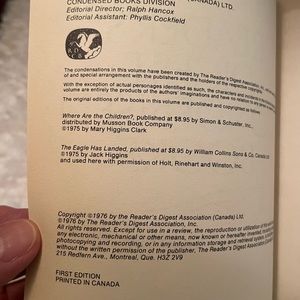 (CANADA) LTD.
CONDENSED BOOKS DIVISION
Editorial Director; Ralph Hancox
Editorial Assistant: Phyllis Cockfield
The condensations in this volume have been created by The Reader's Digest Association
of and special arrangement with the publishers and the holders of the respective copyrights.
With the exception of actual personages identified as such, the characters and incidents in the
volume are entirely the products of the authors' imaginations and have no relation to any person
The original editions of the books in this volume are published and copyrighted as follows:
Where Are the Children?, published at $8.95 by Simon & Schuster, Inc.,
distributed by Musson Book Company
©1975 by Mary Higgins Clark
The Eagle Has Landed, published at $8.95 by William Collins Sons & Co. Canada Ltd
©1975 by Jack Higgins
and used here with permission of Holt, Rinehart and Winston, Inc.
Copyright ©1976 by The Reader's Digest Association (Canada) Ltd.
Copyright ©1976 by The Reader's Digest Association
All rights reserved. Except for use in a review, the reproduction or utilization of
any electronic, mechanical or other means, now known or hereafter invented,
photocopying and recording, or in any information storage and retrieval system,
permission of the publisher, The Reader's Digest Association (Canada)
215 Redfern Ave., Montreal, Que. H3Z 2V9
FIRST EDITION
PRINTED IN CANADA